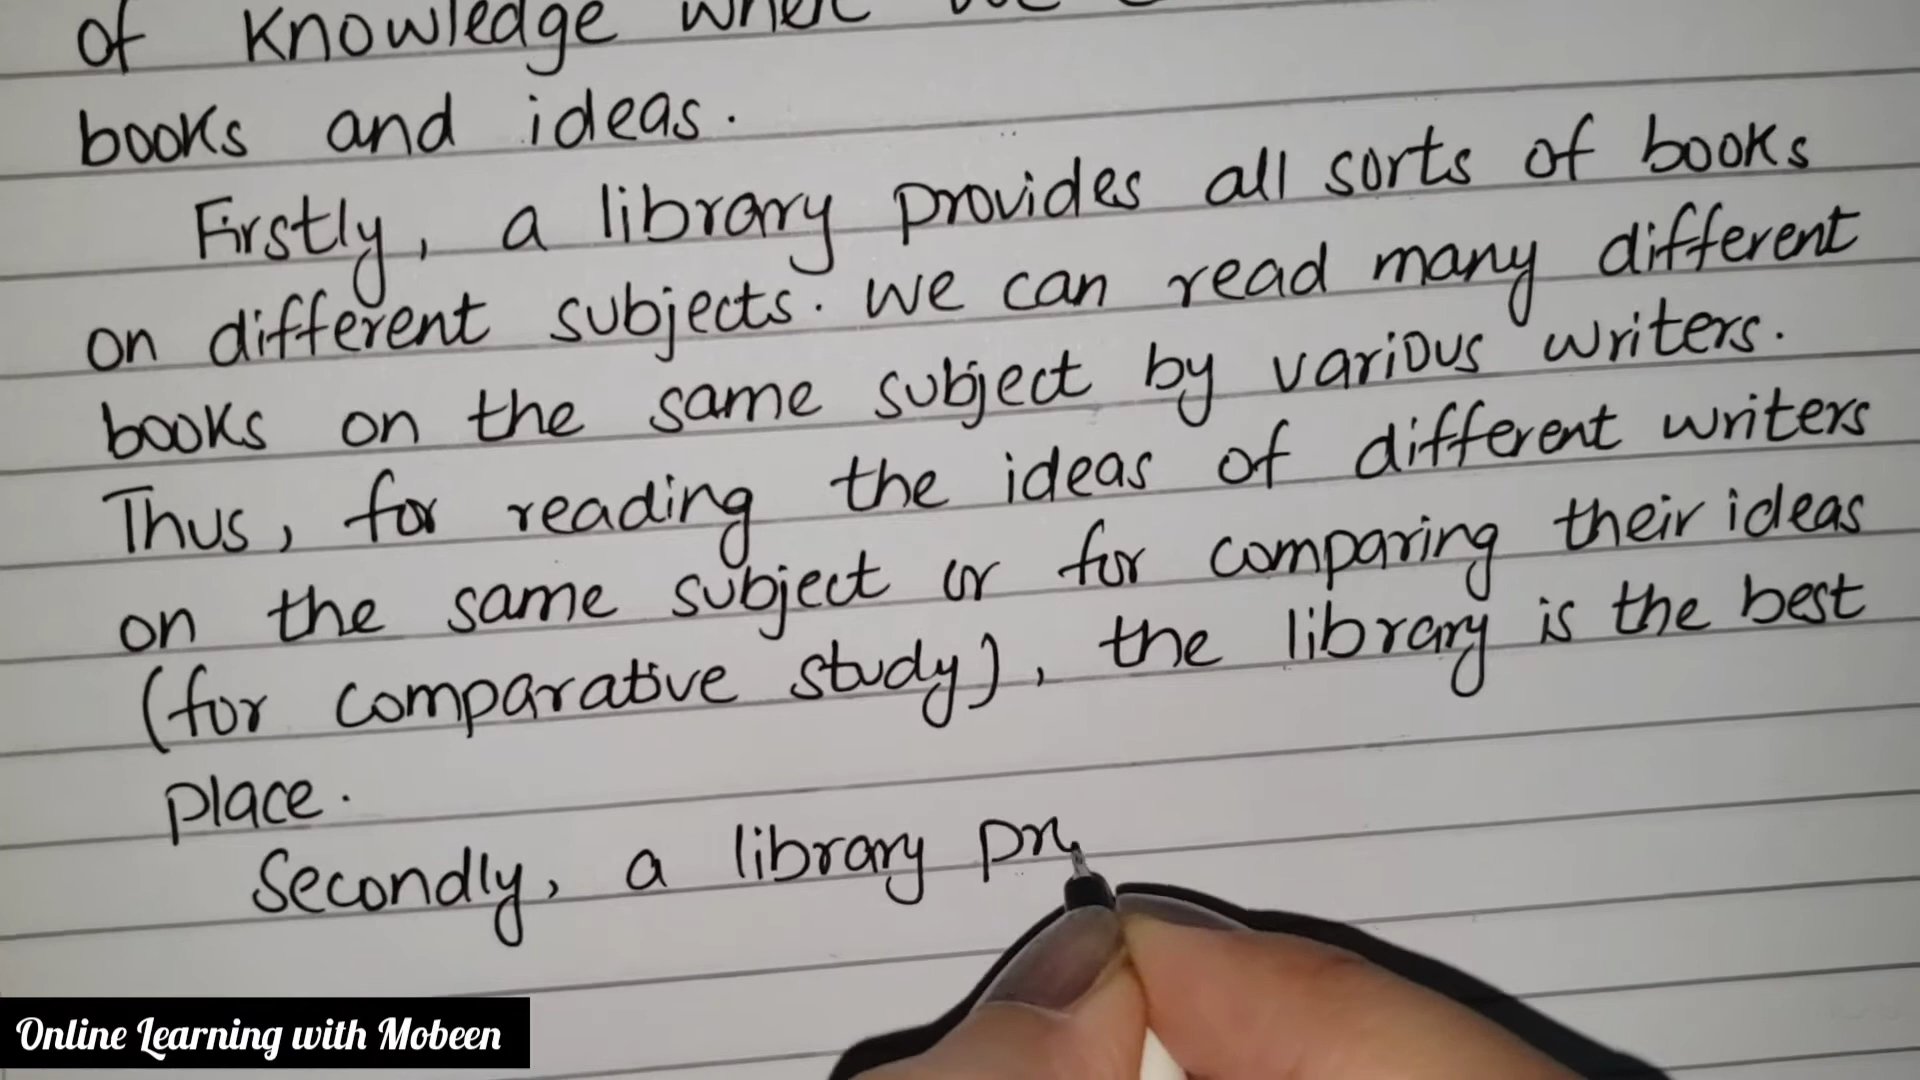 of knowledge where we
books and ideas.
Firstly, a library provides all sorts of books
on different subjects. We can read many different
books on the same subject by various writers.
Thus, for reading the ideas of different writers
on the same subject or for comparing their ideas
(for comparative study), the library is the best
place.
Secondly, a library pro
Online Learning with Mobeen